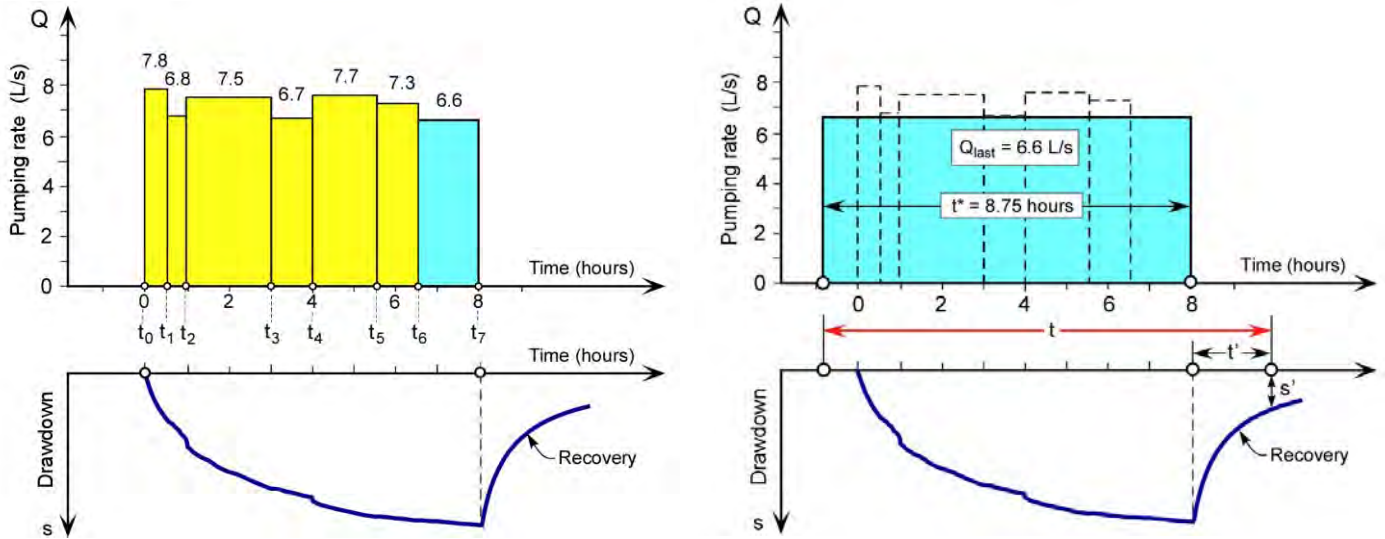 Q
Pumping rate (L/s)
8
6
4
2
0
7.8
6.8
7.5
6.7
7.7
7.3
6.6
Time (hours)
0 2 4 6 8
t0 t1 t2 t3 t4 t5 t6 t7
Time (hours)
Drawdown
s
Recovery
Q
Pumping rate (L/s)
8
6
4
2
0
Qlast = 6.6 L/s
t* = 8.75 hours
Time (hours)
0 2 4 6 8
t
t'
s'
Drawdown
s
Recovery